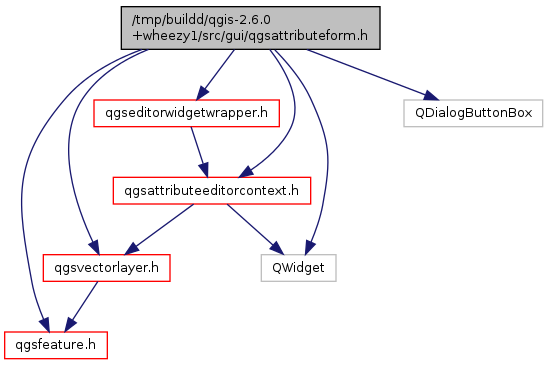 /tmp/buildd/qgis-2.6.0
+wheezy1/src/gui/qgsattributeform.h
qgseditorwidgetwrapper.h
QDialogButtonBox
qgsattributeeditorcontext.h
qgsvectorlayer.h
QWidget
qgsfeature.h